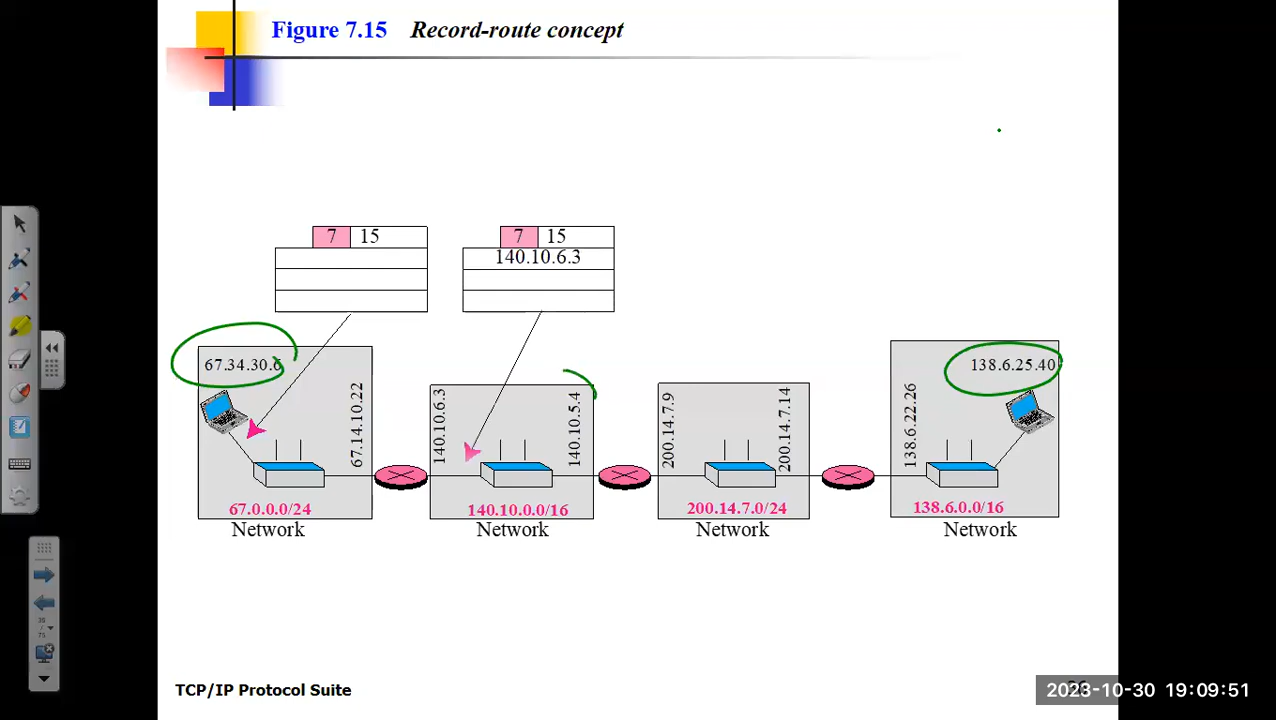 Figure 7.15 Record-route concept
7 15
7 15
140.10.6.3
67.34.30.6
138.6.25.40
67.14.10.22
140.10.6.3
140.10.5.4
200.14.7.9
200.14.7.14
138.6.22.26
67.0.0.0/24
140.10.0.0/16
200.14.7.0/24
138.6.0.0/16
Network
Network
Network
Network
TCP/IP Protocol Suite
2023-10-30 19:09:51